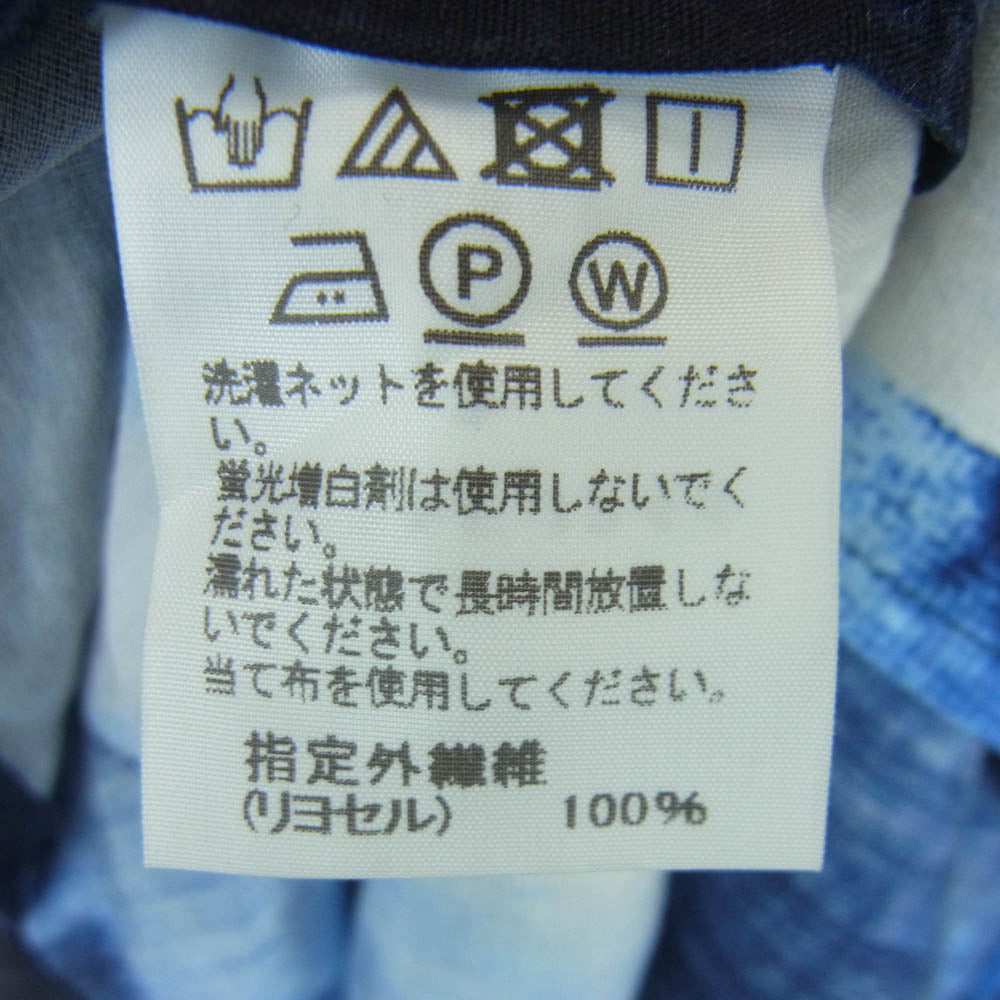 P W
洗濯ネットを使用してくださ
い。
蛍光増白剤は使用しないでく
ださい。
濡れた状態で長時間放置しな
いでください。
当て布を使用してください。
指定外繊維
(リヨセル) 100%